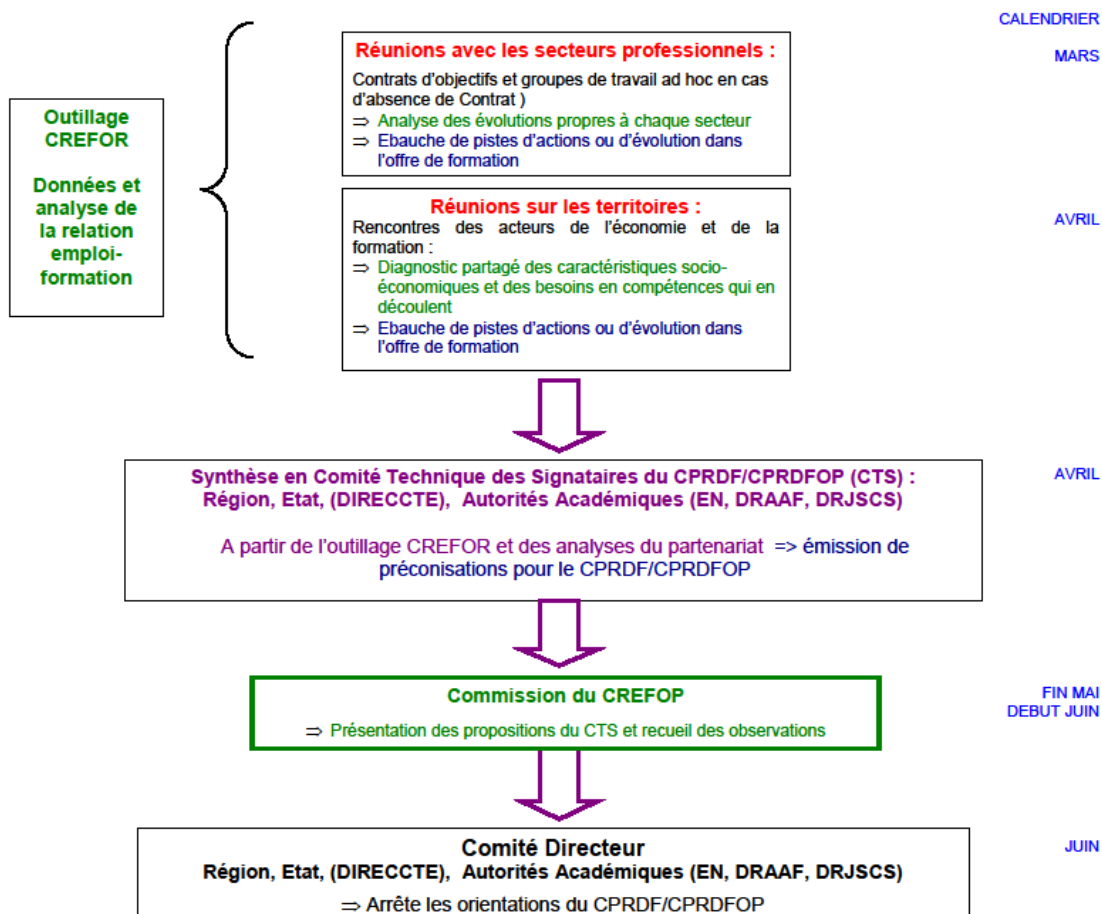 CALENDRIER
MARS
Outillage
CREFOR
Données et
analyse de
la relation
emploi-
formation
Réunions avec les secteurs professionnels :
Contrats d'objectifs et groupes de travail ad hoc en cas
d'absence de Contrat )
⇒ Analyse des évolutions propres à chaque secteur
⇒ Ebauche de pistes d'actions ou d'évolution dans
l'offre de formation
AVRIL
Réunions sur les territoires :
Rencontres des acteurs de l'économie et de la
formation :
⇒ Diagnostic partagé des caractéristiques socio-
économiques et des besoins en compétences qui en
découlent
⇒ Ebauche de pistes d'actions ou d'évolution dans
l'offre de formation
AVRIL
Synthèse en Comité Technique des Signataires du CPRDF/CPRDFOP (CTS) :
Région, Etat, (DIRECCTE), Autorités Académiques (EN, DRAAF, DRJSCS)
A partir de l'outillage CREFOR et des analyses du partenariat => émission de
préconisations pour le CPRDF/CPRDFOP
FIN MAI
DEBUT JUIN
Commission du CREFOP
⇒ Présentation des propositions du CTS et recueil des observations
JUIN
Comité Directeur
Région, Etat, (DIRECCTE), Autorités Académiques (EN, DRAAF, DRJSCS)
⇒ Arrête les orientations du CPRDF/CPRDFOP